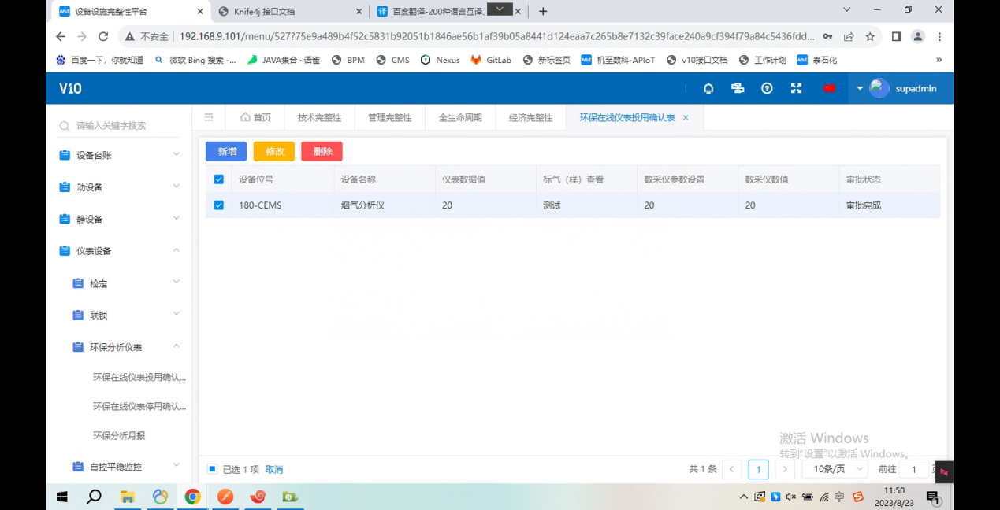 设备设施完整性平台
Knife4j 接口文档
百度翻译-200种语言互译、
不安全
192.168.9.101/menu/527?75e9a489b4f52c5831b92051b1846ae56b1af39b05a8441d124eaa7c265b8e7132c39face240a9cf394f79a84c5436fdd...
百度一下，你就知道
微软 Bing 搜索 -...
JAVA集合 · 语雀
BPM
CMS
Nexus
GitLab
新标签页
机至数科-APIoT
v10接口文档
工作计划
泰石化
»
V10
supadmin
请输入关键字搜索
首页
技术完整性
管理完整性
全生命周期
经济完整性
环保在线仪表投用确认表
设备台账
动设备
静设备
仪表设备
检定
联锁
环保分析仪表
环保在线仪表投用确认...
环保在线仪表停用确认...
环保分析月报
自控平稳监控
新增
修改
删除
设备位号
设备名称
仪表数据值
标气（样）查看
数采仪参数设置
数采仪数值
审批状态
180-CEMS
烟气分析仪
20
测试
20
20
审批完成
激活 Windows
转到"设置"以激活 Windows。
已选 1 项 取消
共 1 条
1
10条/页
前往
1
中
11:50
2023/8/23
1